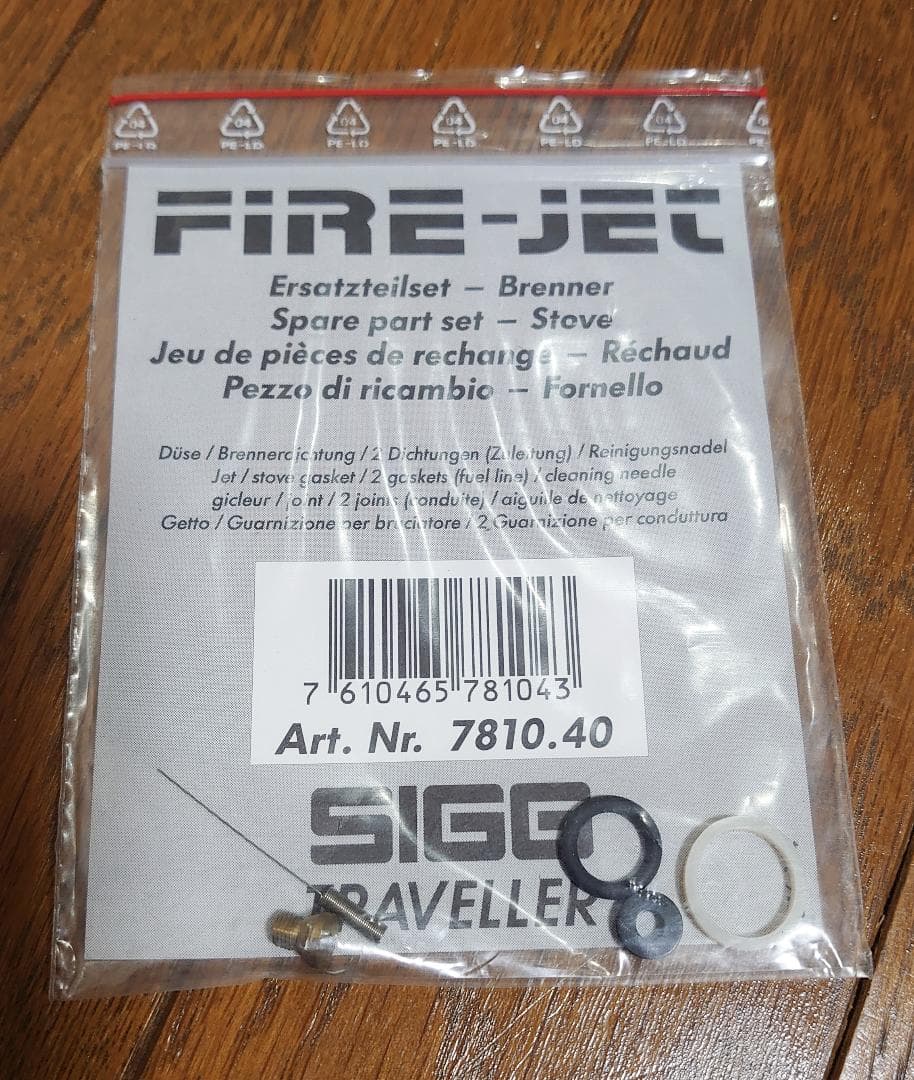 04 04 04 04 04 04
PE-LD PE-LD PE-LD PE-LD PE-LD PE-LD
FIRE-JET
Ersatzteilset – Brenner
Spare part set – Stove
Jeu de pièces de rechange – Réchaud
Pezzo di ricambio – Fornello
Düse / Brennerdichtung / 2 Dichtungen (Zuleitung) / Reinigungsnadel
Jet / stove gasket / 2 gaskets (fuel line) / cleaning needle
gicleur / joint / 2 joints (conduite) / aiguille de nettoyage
Getto / Guarnizione per bruciatore / 2 Guarnizione per conduttura
7 610465 781043
Art. Nr. 7810.40
SIGG
TRAVELLER